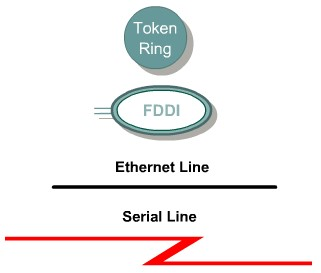 Token
Ring
FDDI
Ethernet Line
Serial Line